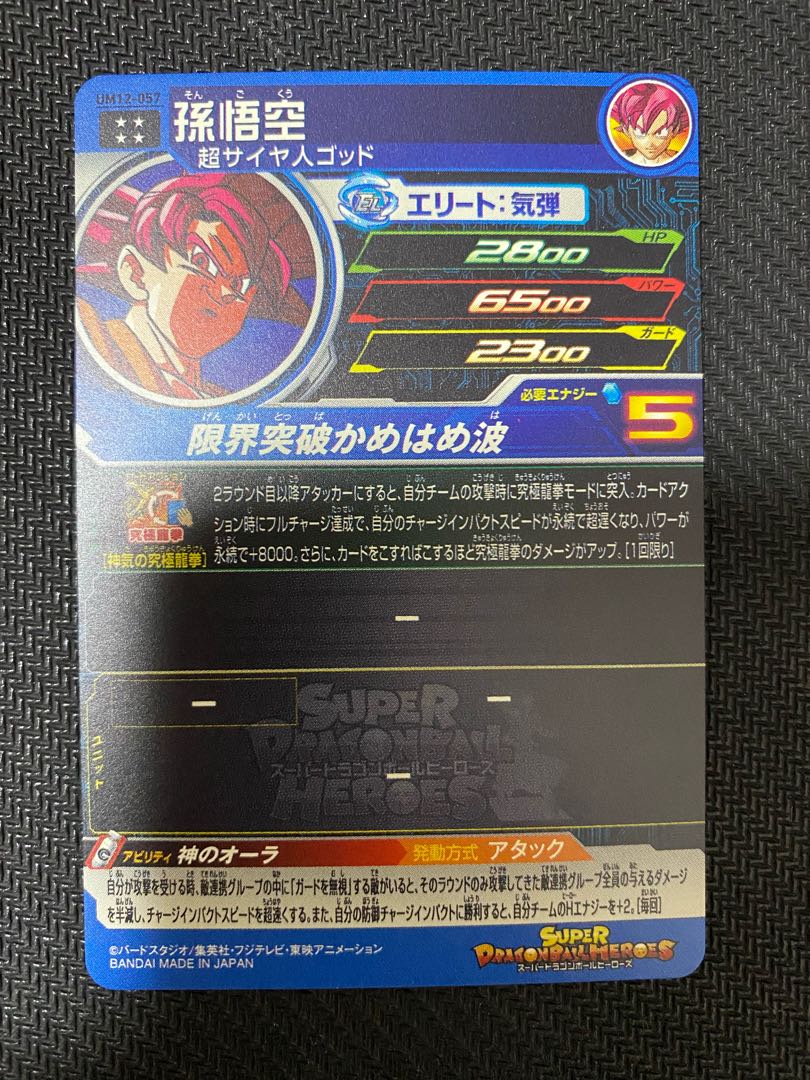 UM12-057
孫悟空
超サイヤ人ゴッド
EL エリート:気弾
HP
2800
パワー
6500
ガード
2300
必要エナジー 5
限界突破かめはめ波
究極龍拳
[神気の究極龍拳]
2ラウンド目以降アタッカーにすると、自分チームの攻撃時に究極龍拳モードに突入。カードアク
ション時にフルチャージ達成で、自分のチャージインパクトスピードが永続で超遅くなり、パワーが
永続で+8000。さらに、カードをこすればこするほど究極龍拳のダメージがアップ。[1回限り]
ー
ユニット
ー
ー
ー
SUPER
DRAGONBALL
スーパードラゴンボールヒーローズ
HEROES
アビリティ 神のオーラ 発動方式 アタック
自分が攻撃を受ける時、敵連携グループの中に「ガードを無視」する敵がいると、そのラウンドのみ攻撃してきた敵連携グループ全員の与えるダメージ
を半減し、チャージインパクトスピードを超速くする。また、自分の防御チャージインパクトに勝利すると、自分チームのHエナジーを+2。[毎回]
©バードスタジオ/集英社・フジテレビ・東映アニメーション
BANDAI MADE IN JAPAN
SUPER
DRAGONBALL HEROES
スーパードラゴンボールヒーローズ